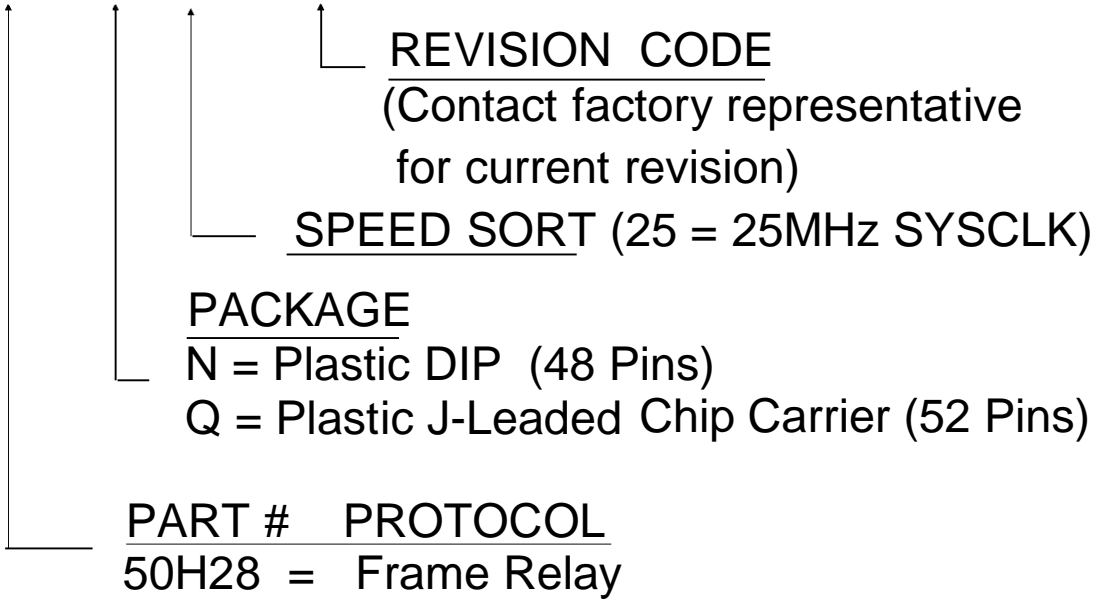 REVISION CODE
(Contact factory representative
for current revision)
SPEED SORT (25 = 25MHz SYSCLK)
PACKAGE
N = Plastic DIP (48 Pins)
Q = Plastic J-Leaded Chip Carrier (52 Pins)
PART # PROTOCOL
50H28 = Frame Relay